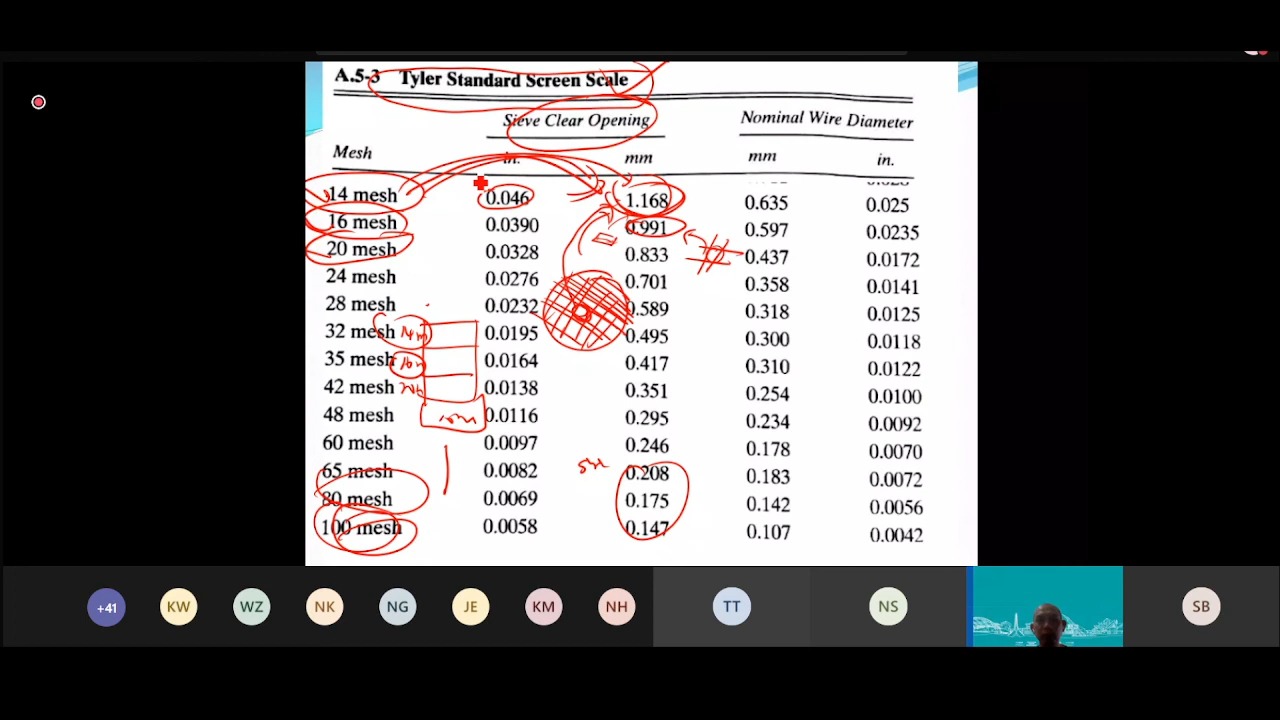 A.5-3 Tyler Standard Screen Scale
Sieve Clear Opening Nominal Wire Diameter
Mesh in. mm mm in.
14 mesh 0.046 1.168 0.635 0.025
16 mesh 0.0390 0.991 0.597 0.0235
20 mesh 0.0328 0.833 0.437 0.0172
24 mesh 0.0276 0.701 0.358 0.0141
28 mesh 0.0232 0.589 0.318 0.0125
32 mesh 0.0195 0.495 0.300 0.0118
35 mesh 0.0164 0.417 0.310 0.0122
42 mesh 0.0138 0.351 0.254 0.0100
48 mesh 0.0116 0.295 0.234 0.0092
60 mesh 0.0097 0.246 0.178 0.0070
65 mesh 0.0082 0.208 0.183 0.0072
80 mesh 0.0069 0.175 0.142 0.0056
100 mesh 0.0058 0.147 0.107 0.0042
+41 KW WZ NK NG JE KM NH TT NS SB